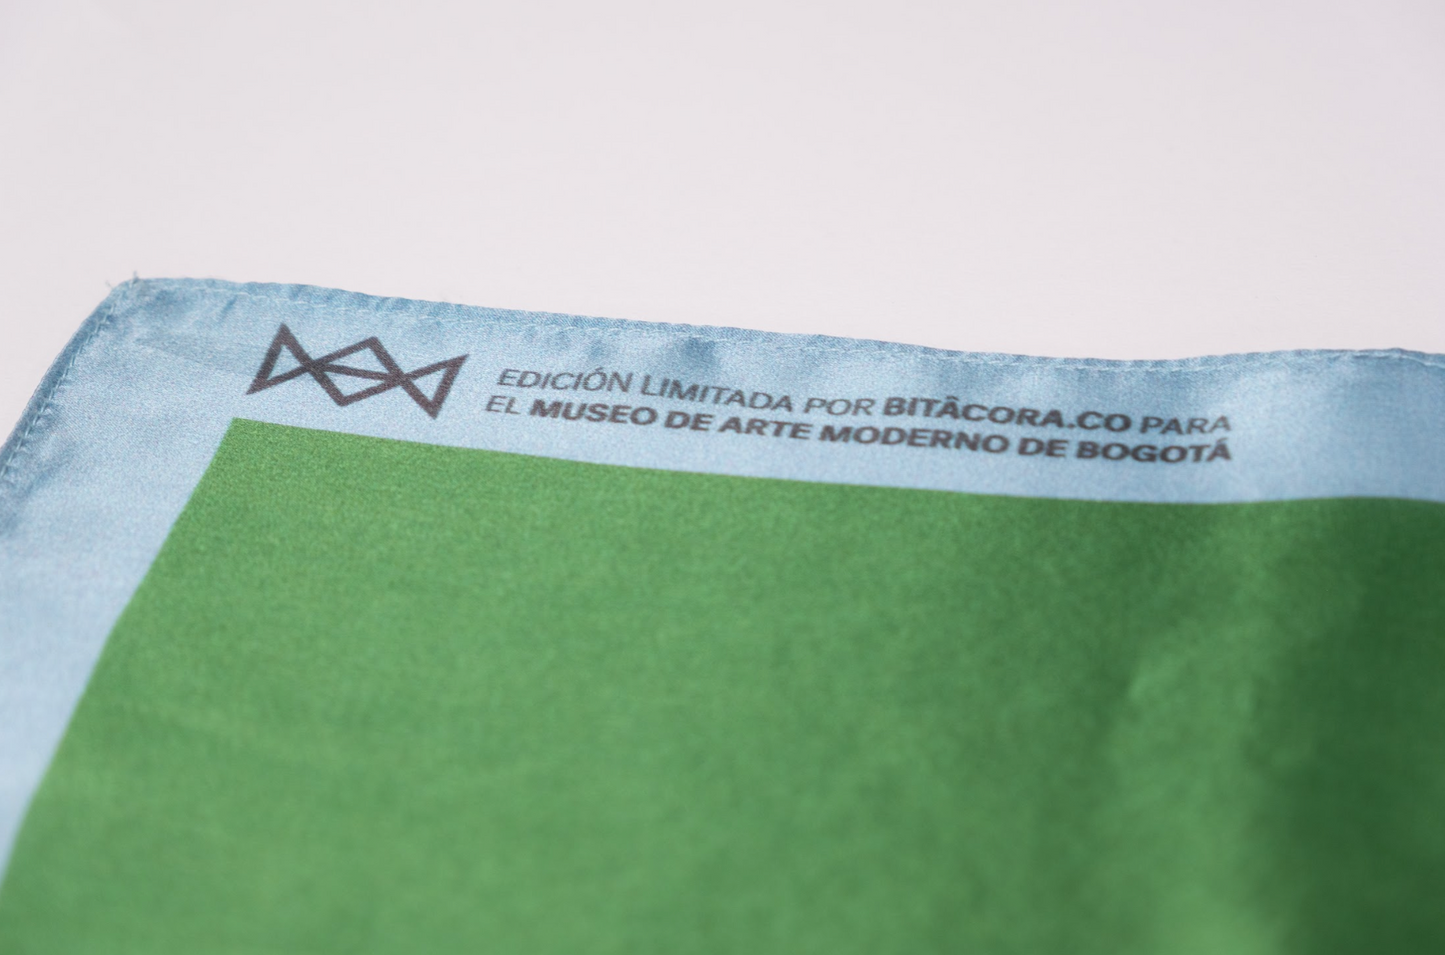 EDICIÓN LIMITADA POR BITÂCORA.CO PARA
EL MUSEO DE ARTE MODERNO DE BOGOTÁ